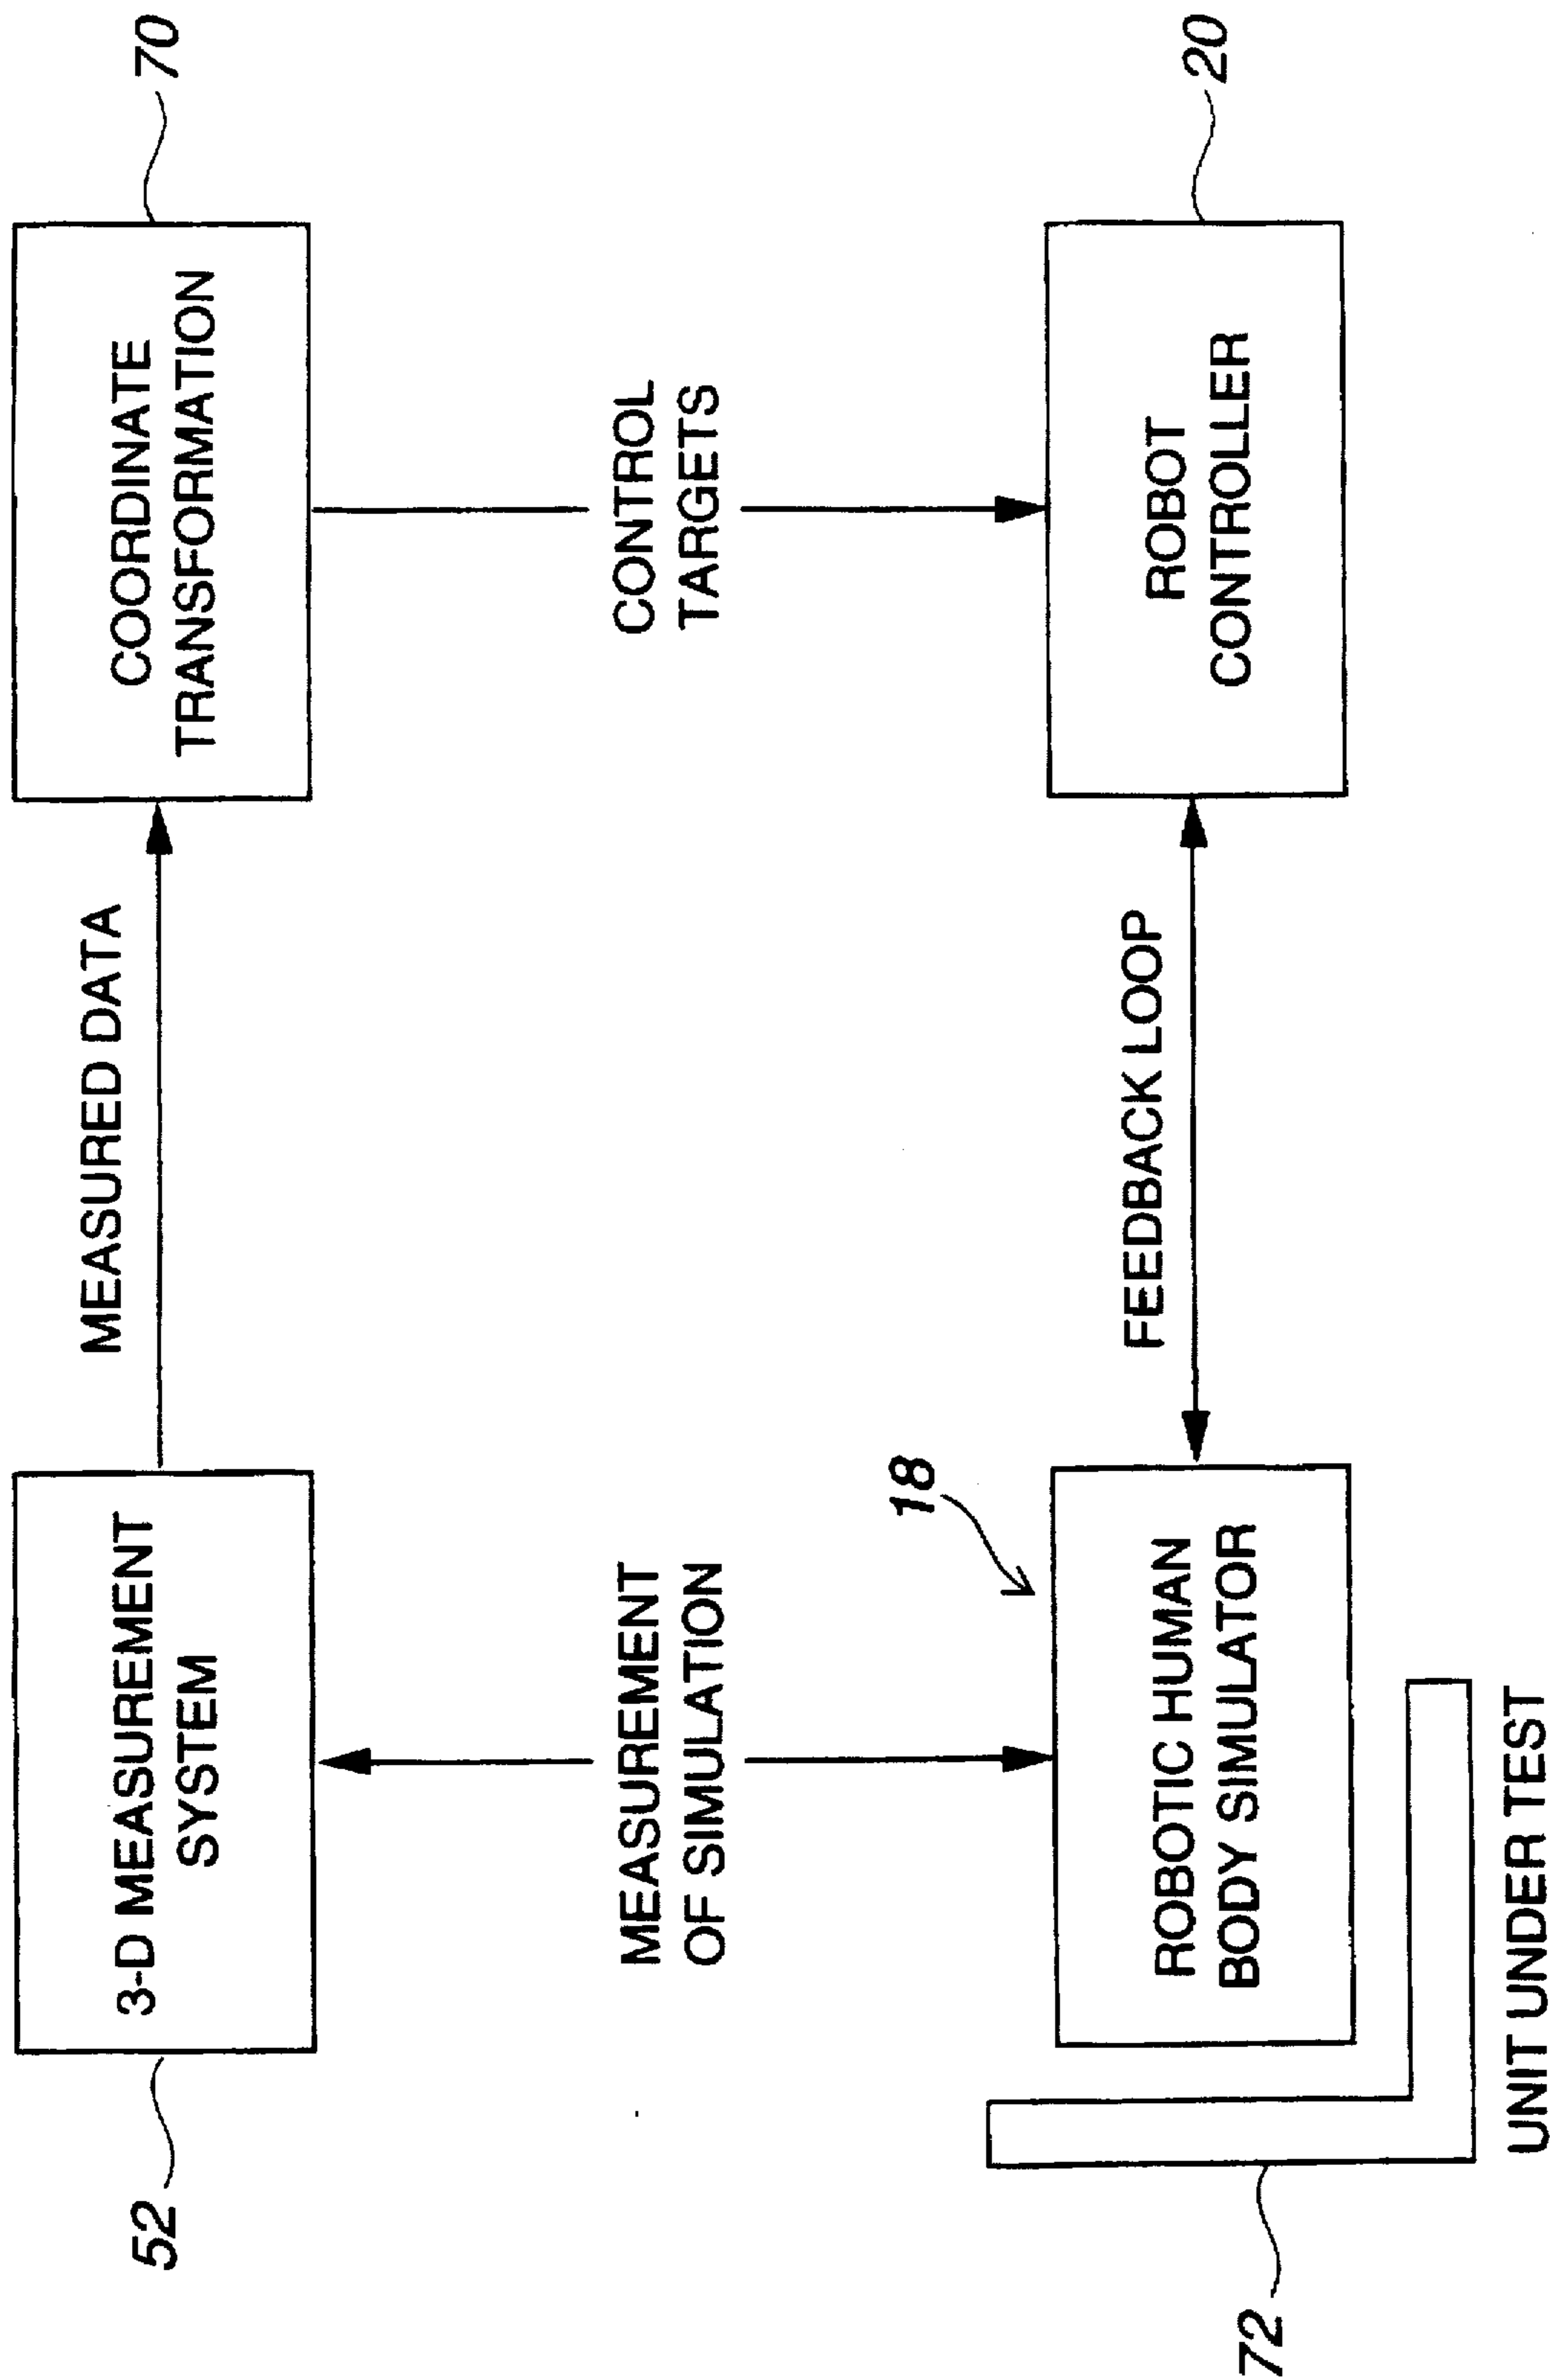 52
3-D MEASUREMENT
SYSTEM
MEASURED DATA
COORDINATE
TRANSFORMATION
70
MEASUREMENT
OF SIMULATION
CONTROL
TARGETS
18
72
ROBOTIC HUMAN
BODY SIMULATOR
FEEDBACK LOOP
ROBOT
CONTROLLER
20
UNIT UNDER TEST